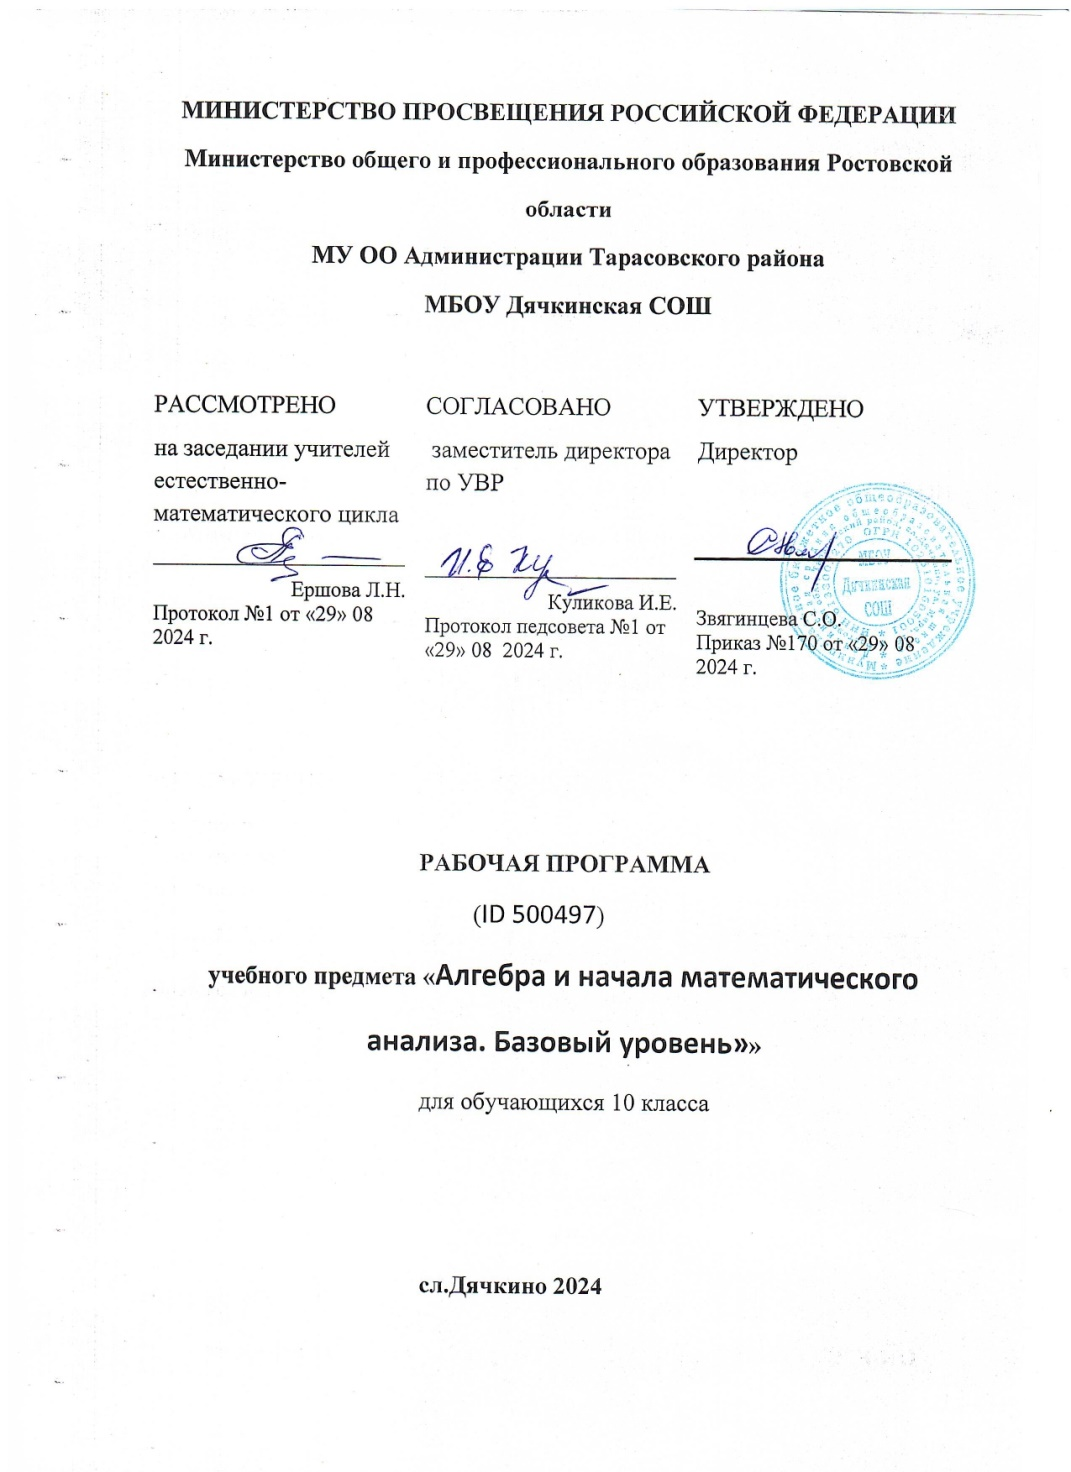 МИНИСТЕРСТВО ПРОСВЕЩЕНИЯ РОССИЙСКОЙ ФЕДЕРАЦИИ
Министерство общего и профессионального образования Ростовской
области
МУ ОО Администрации Тарасовского района
МБОУ Дячкинская СОШ
РАССМОТРЕНО
на заседании учителей
естественно-
математического цикла
Ершова Л.Н.
Протокол №1 от «29» 08
2024 г.
СОГЛАСОВАНО
заместитель директора
по УВР
Куликова И.Е.
Протокол педсовета №1 от
«29» 08 2024 г.
УТВЕРЖДЕНО
Директор
МБОУ
Дячкинская
СОШ
Звягинцева С.О.
Приказ №170 от «29» 08
2024 г.
РАБОЧАЯ ПРОГРАММА
(ID 500497)
учебного предмета «Алгебра и начала математического
анализа. Базовый уровень»»
для обучающихся 10 класса
сл.Дячкино 2024